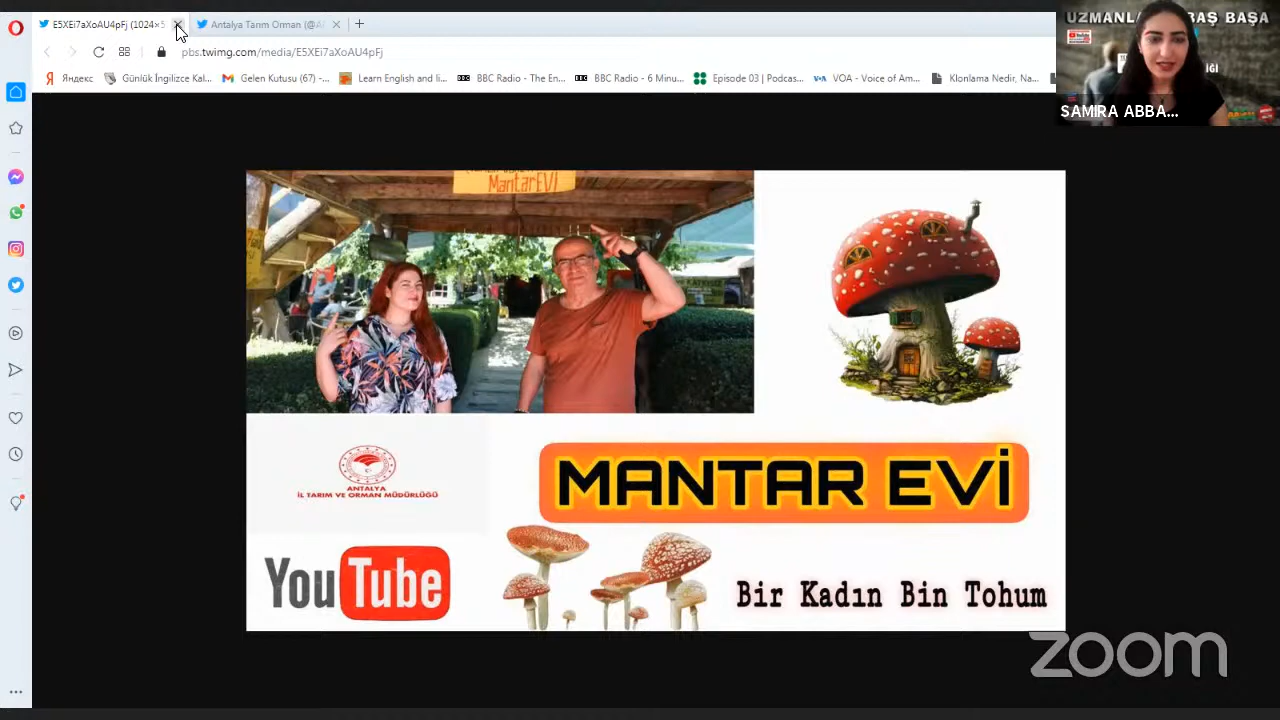 E5XEi7aXoAU4pFj (1024×5
Antalya Tarım Orman (@A
pbs.twimg.com/media/E5XEi7aXoAU4pFj
Яндекс
Günlük İngilizce Kal...
Gelen Kutusu (67) -...
Learn English and li...
BBC Radio - The En...
BBC Radio - 6 Minu...
Episode 03 | Podcas...
VOA - Voice of Am...
Klonlama Nedir, Na...
BAŞ BAŞA
SAMIRA ABBA...
MantarEVİ
ANTALYA
İL TARIM VE ORMAN MÜDÜRLÜĞÜ
MANTAR EVİ
YouTube
Bir Kadın Bin Tohum
zoom